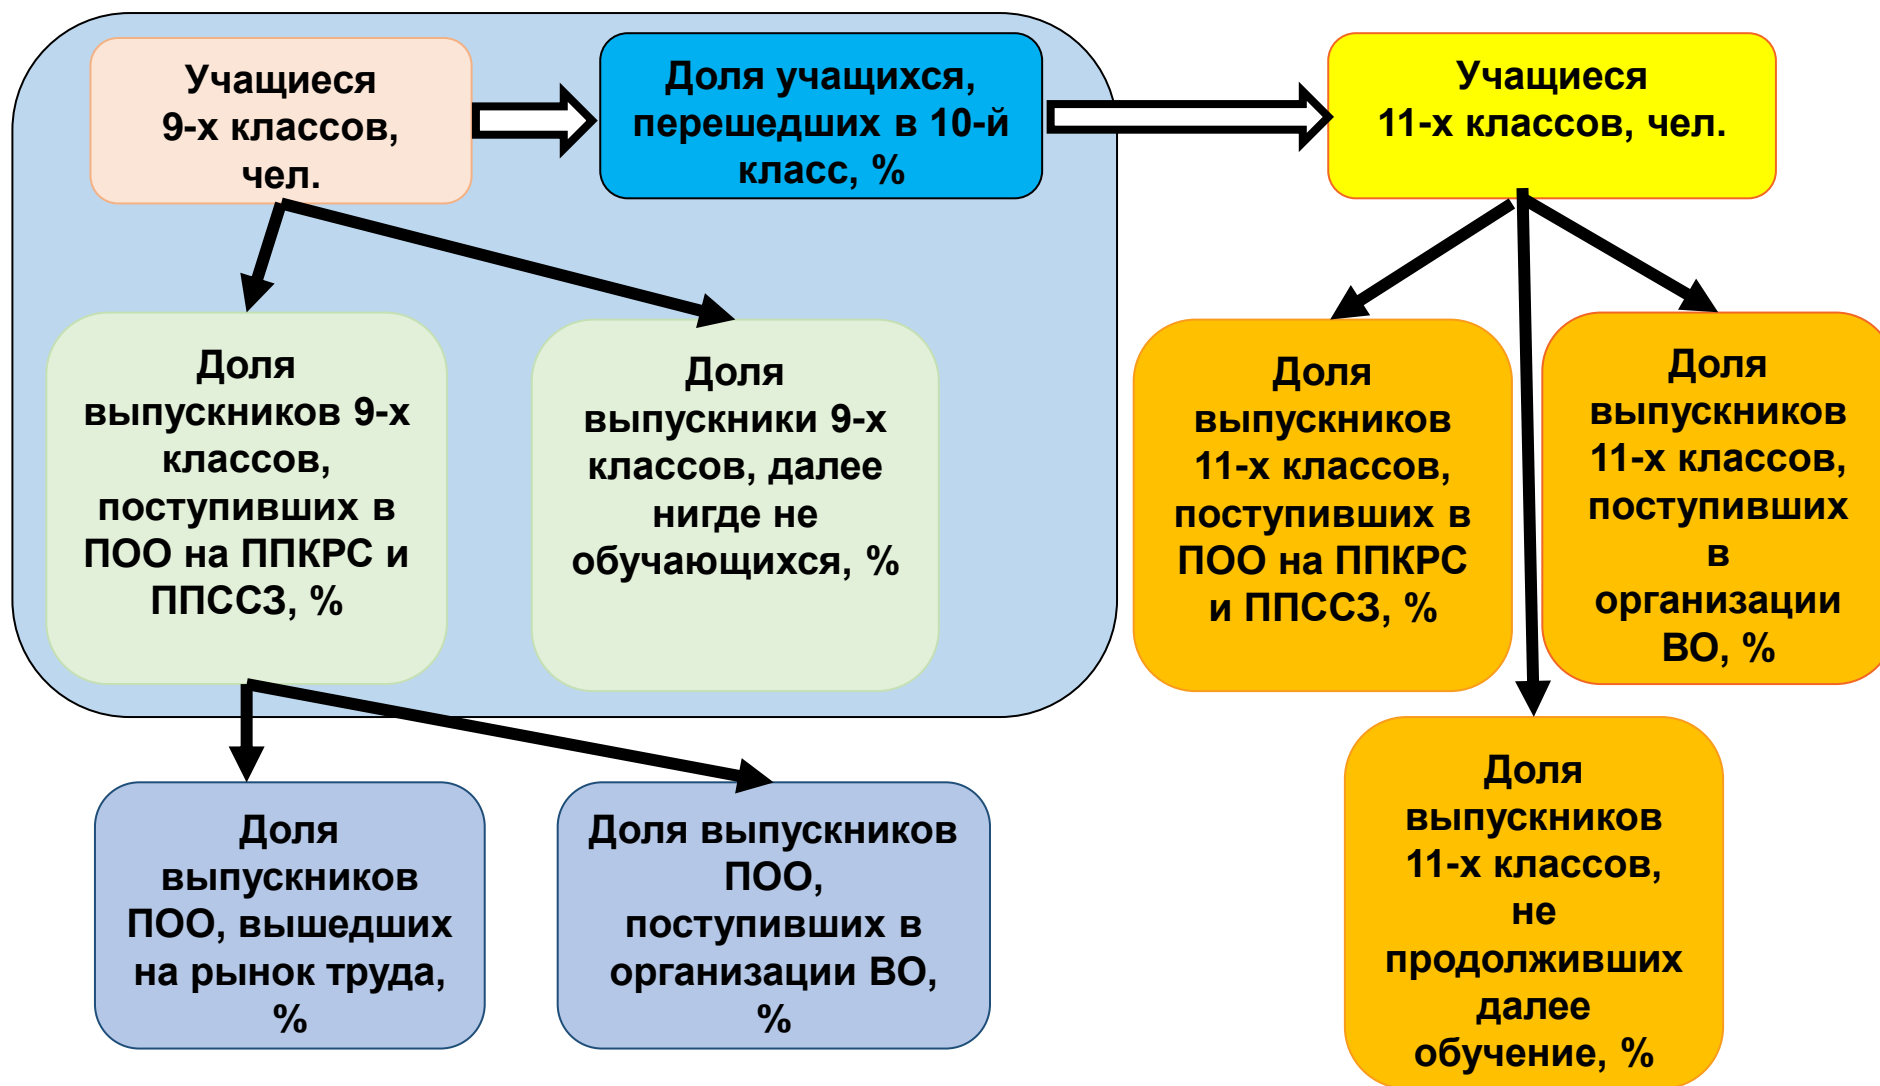 Учащиеся
9-х классов,
чел.
Доля учащихся,
перешедших в 10-й
класс, %
Учащиеся
11-х классов, чел.
Доля
выпускников 9-х
классов,
поступивших в
ПОО на ППКРС и
ППССЗ, %
Доля
выпускники 9-х
классов, далее
нигде не
обучающихся, %
Доля
выпускников
11-х классов,
поступивших в
ПОО на ППКРС
и ППССЗ, %
Доля
выпускников
11-х классов,
поступивших
в
организации
ВО, %
Доля
выпускников
ПОО, вышедших
на рынок труда,
%
Доля выпускников
ПОО,
поступивших в
организации ВО,
%
Доля
выпускников
11-х классов,
не
продолживших
далее
обучение, %